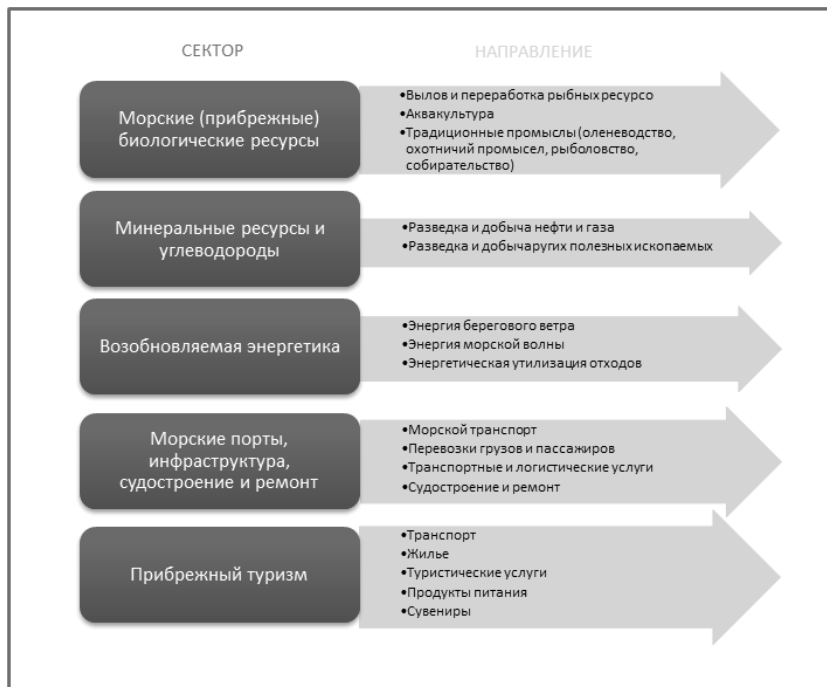 СЕКТОР
НАПРАВЛЕНИЕ
Морские (прибрежные)
биологические ресурсы
•Вылов и переработка рыбных ресурсо
•Аквакультура
•Традиционные промыслы (оленеводство,
охотничий промысел, рыболовство,
собирательство)
Минеральные ресурсы и
углеводороды
•Разведка и добыча нефти и газа
•Разведка и добычаругих полезных ископаемых
Возобновляемая энергетика
•Энергия берегового ветра
•Энергия морской волны
•Энергетическая утилизация отходов
Морские порты,
инфраструктура,
судостроение и ремонт
•Морской транспорт
•Перевозки грузов и пассажиров
•Транспортные и логистические услуги
•Судостроение и ремонт
Прибрежный туризм
•Транспорт
•Жилье
•Туристические услуги
•Продукты питания
•Сувениры